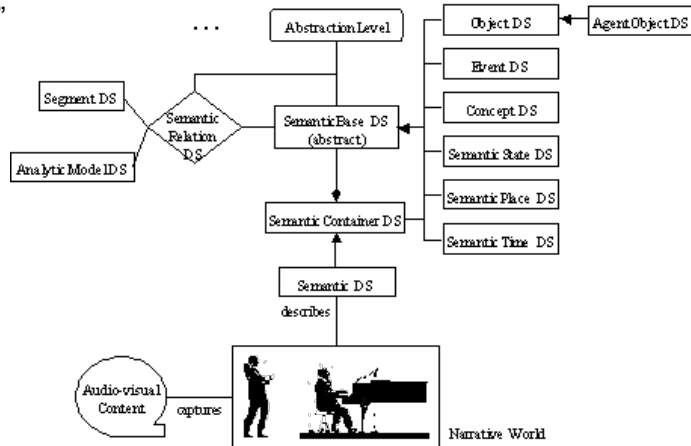 ”
...
AbstractionLevel
Object DS
AgentObject DS
Event DS
Segment DS
Semantic
Relation
DS
SemanticBase DS
(abstract)
Concept DS
Semantic State DS
Analytic ModelDS
Semantic Place DS
Semantic Container DS
Semantic Time DS
Semantic DS
describes
Audio-visual
Content
captures
Narrative World